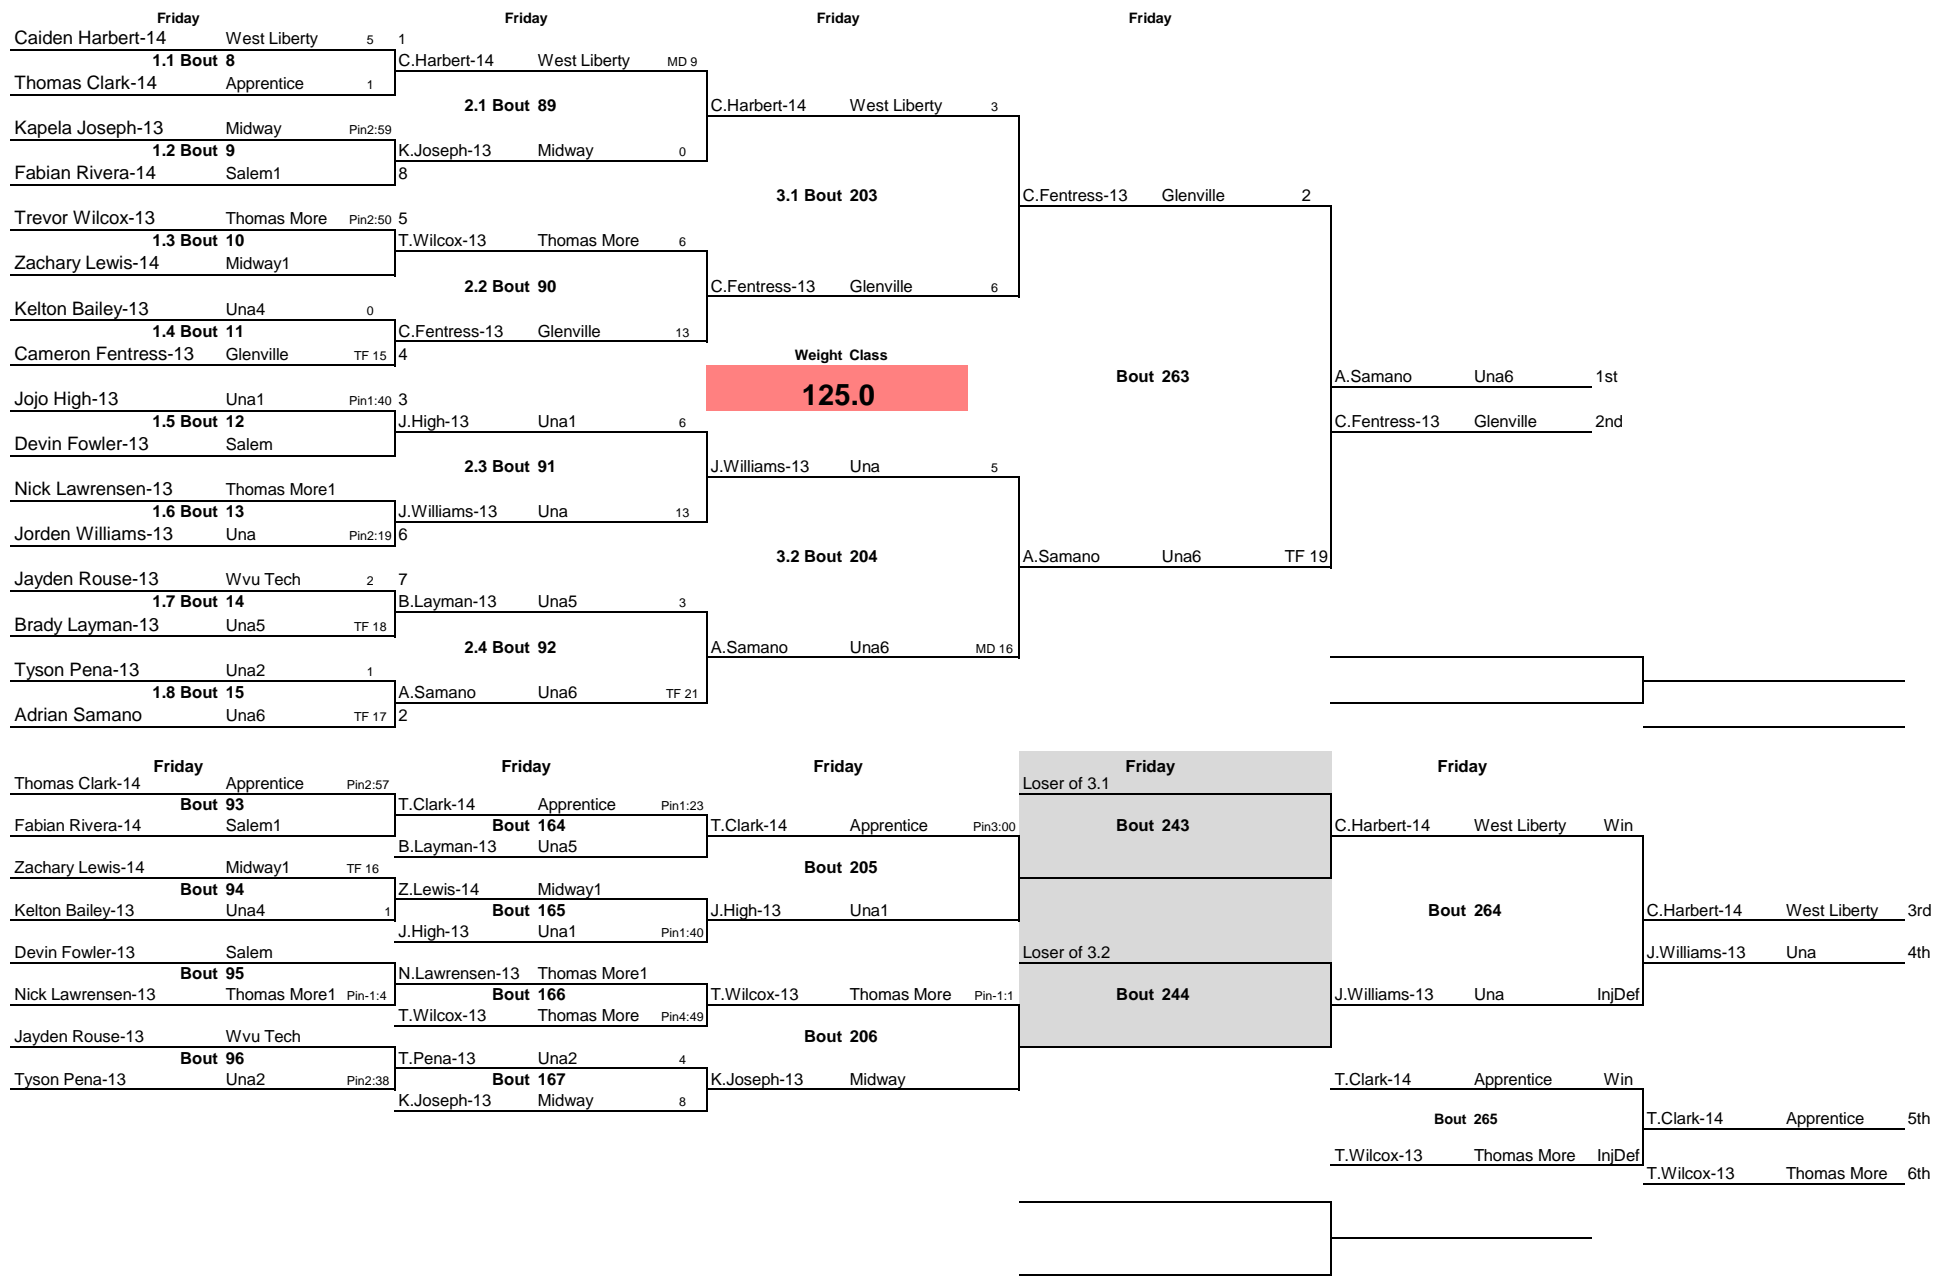 Friday Friday Friday Friday
Caiden Harbert-14 West Liberty 5 1
1.1 Bout 8 C.Harbert-14 West Liberty MD 9
Thomas Clark-14 Apprentice 1
2.1 Bout 89 C.Harbert-14 West Liberty 3
Kapela Joseph-13 Midway Pin2:59
1.2 Bout 9 K.Joseph-13 Midway 0
Fabian Rivera-14 Salem1 8
3.1 Bout 203 C.Fentress-13 Glenville 2
Trevor Wilcox-13 Thomas More Pin2:50 5
1.3 Bout 10 T.Wilcox-13 Thomas More 6
Zachary Lewis-14 Midway1
2.2 Bout 90 C.Fentress-13 Glenville 6
Kelton Bailey-13 Una4 0
1.4 Bout 11 C.Fentress-13 Glenville 13
Cameron Fentress-13 Glenville TF 15 4 Weight Class
Bout 263 A.Samano Una6 1st
Jojo High-13 Una1 Pin1:40 3 125.0
1.5 Bout 12 J.High-13 Una1 6 C.Fentress-13 Glenville 2nd
Devin Fowler-13 Salem
2.3 Bout 91 J.Williams-13 Una 5
Nick Lawrensen-13 Thomas More1
1.6 Bout 13 J.Williams-13 Una 13
Jorden Williams-13 Una Pin2:19 6
3.2 Bout 204 A.Samano Una6 TF 19
Jayden Rouse-13 Wvu Tech 2 7
1.7 Bout 14 B.Layman-13 Una5 3
Brady Layman-13 Una5 TF 18
2.4 Bout 92 A.Samano Una6 MD 16
Tyson Pena-13 Una2 1
1.8 Bout 15 A.Samano Una6 TF 21
Adrian Samano Una6 TF 17 2
Friday Friday Friday Friday Friday
Thomas Clark-14 Apprentice Pin2:57 Loser of 3.1
Bout 93 T.Clark-14 Apprentice Pin1:23
Fabian Rivera-14 Salem1 Bout 164 T.Clark-14 Apprentice Pin3:00 Bout 243 C.Harbert-14 West Liberty Win
B.Layman-13 Una5
Zachary Lewis-14 Midway1 TF 16 Bout 205
Bout 94 Z.Lewis-14 Midway1
Kelton Bailey-13 Una4 1 Bout 165 J.High-13 Una1 Bout 264 C.Harbert-14 West Liberty 3rd
J.High-13 Una1 Pin1:40
Devin Fowler-13 Salem Loser of 3.2 J.Williams-13 Una 4th
Bout 95 N.Lawrensen-13 Thomas More1
Nick Lawrensen-13 Thomas More1 Pin-1:4 Bout 166 T.Wilcox-13 Thomas More Pin-1:1 Bout 244 J.Williams-13 Una InjDef
T.Wilcox-13 Thomas More Pin4:49
Jayden Rouse-13 Wvu Tech Bout 206
Bout 96 T.Pena-13 Una2 4
Tyson Pena-13 Una2 Pin2:38 Bout 167 K.Joseph-13 Midway T.Clark-14 Apprentice Win
K.Joseph-13 Midway 8
Bout 265 T.Clark-14 Apprentice 5th
T.Wilcox-13 Thomas More InjDef
T.Wilcox-13 Thomas More 6th